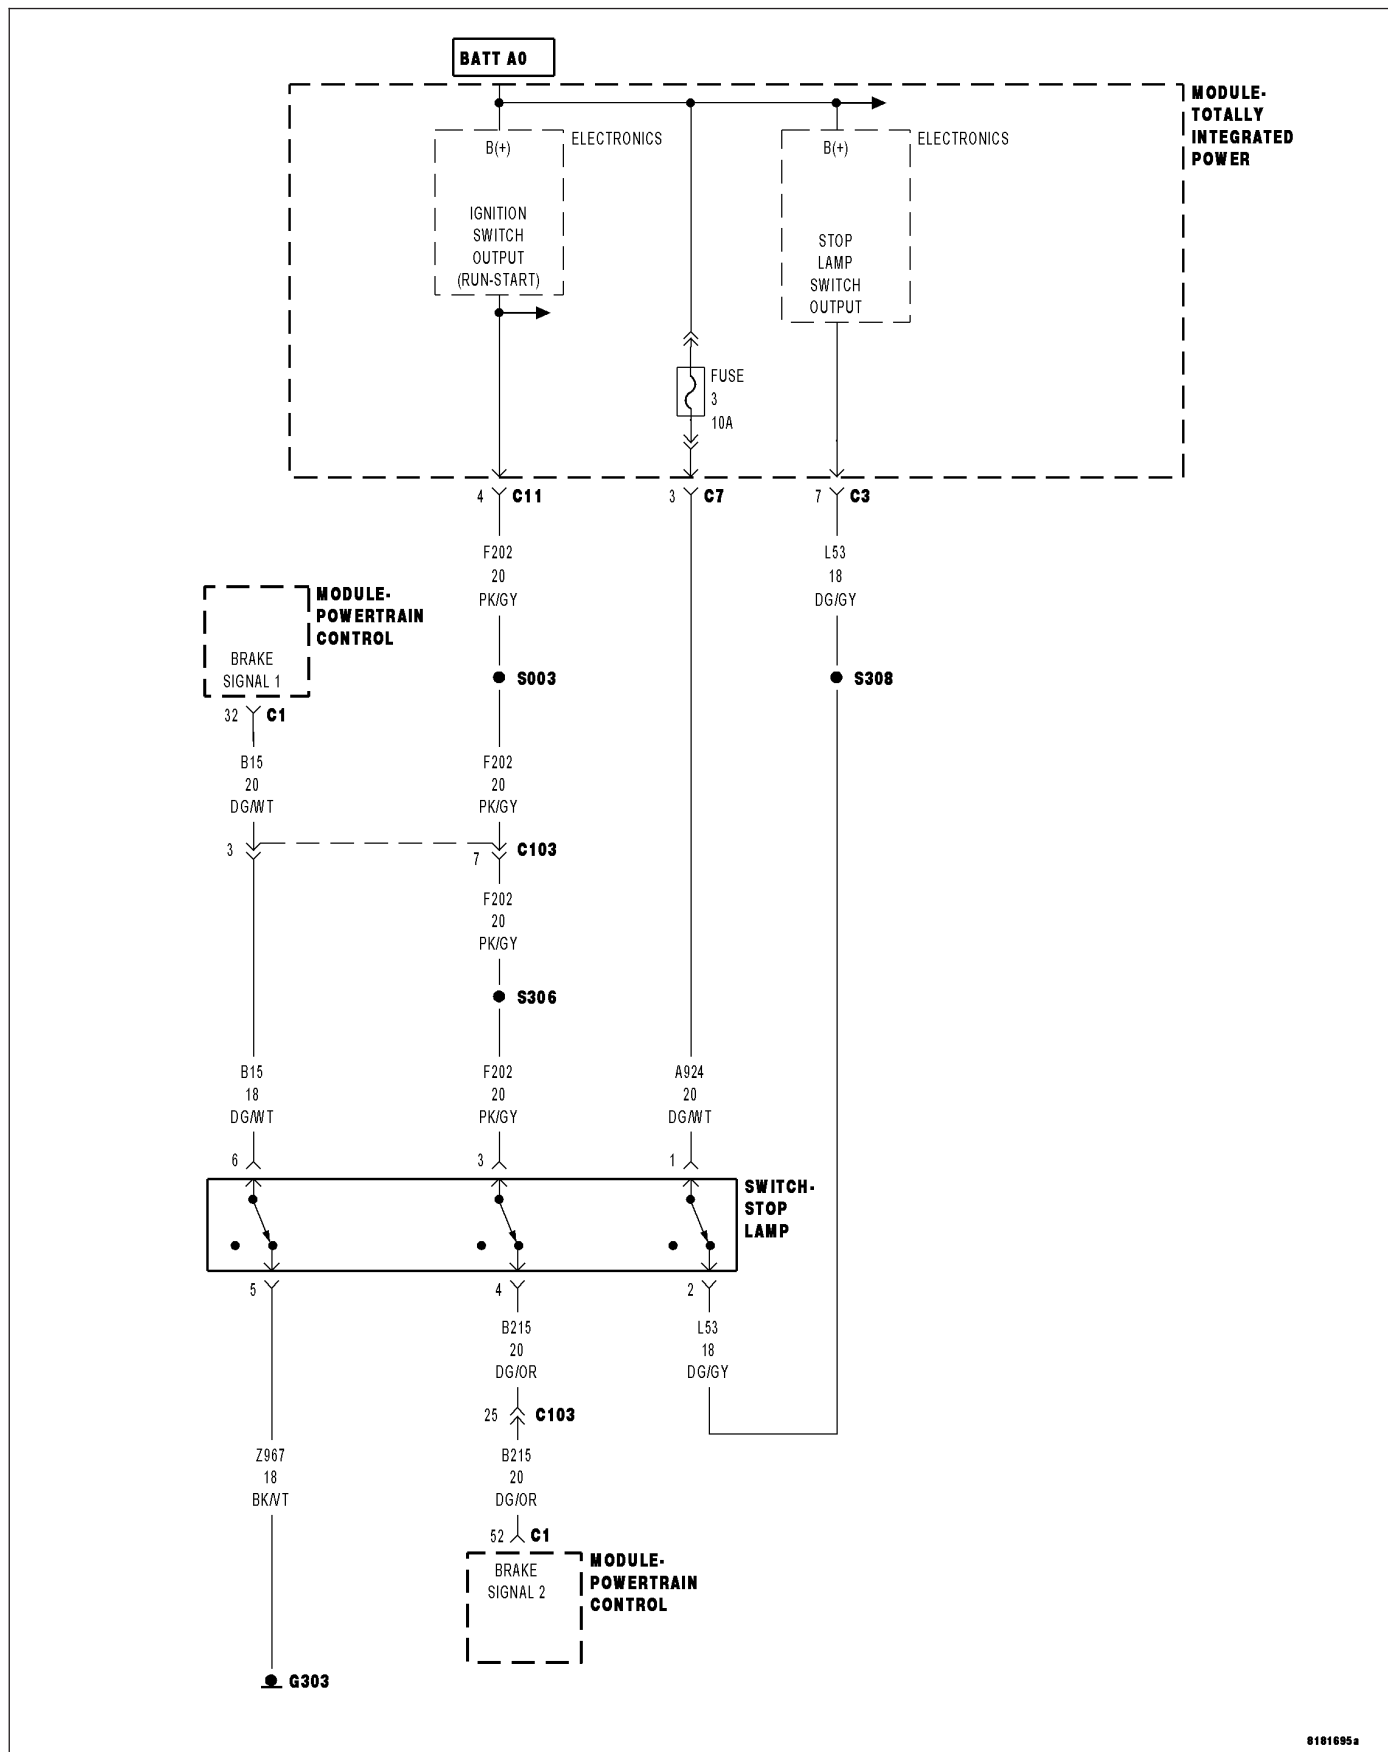 BATT A0
MODULE-
TOTALLY
INTEGRATED
POWER
B(+)
ELECTRONICS
IGNITION
SWITCH
OUTPUT
(RUN-START)
B(+)
ELECTRONICS
STOP
LAMP
SWITCH
OUTPUT
FUSE
3
10A
4 C11
3 C7
7 C3
F202
20
PK/GY
L53
18
DG/GY
MODULE-
POWERTRAIN
CONTROL
BRAKE
SIGNAL 1
32 C1
S003
S308
B15
20
DG/WT
F202
20
PK/GY
3
7 C103
F202
20
PK/GY
S306
B15
18
DG/WT
F202
20
PK/GY
A924
20
DG/WT
6
3
1
SWITCH-
STOP
LAMP
5
4
2
B215
20
DG/OR
L53
18
DG/GY
25 C103
Z967
18
BK/VT
B215
20
DG/OR
52 C1
BRAKE
SIGNAL 2
MODULE-
POWERTRAIN
CONTROL
G303
8181695a